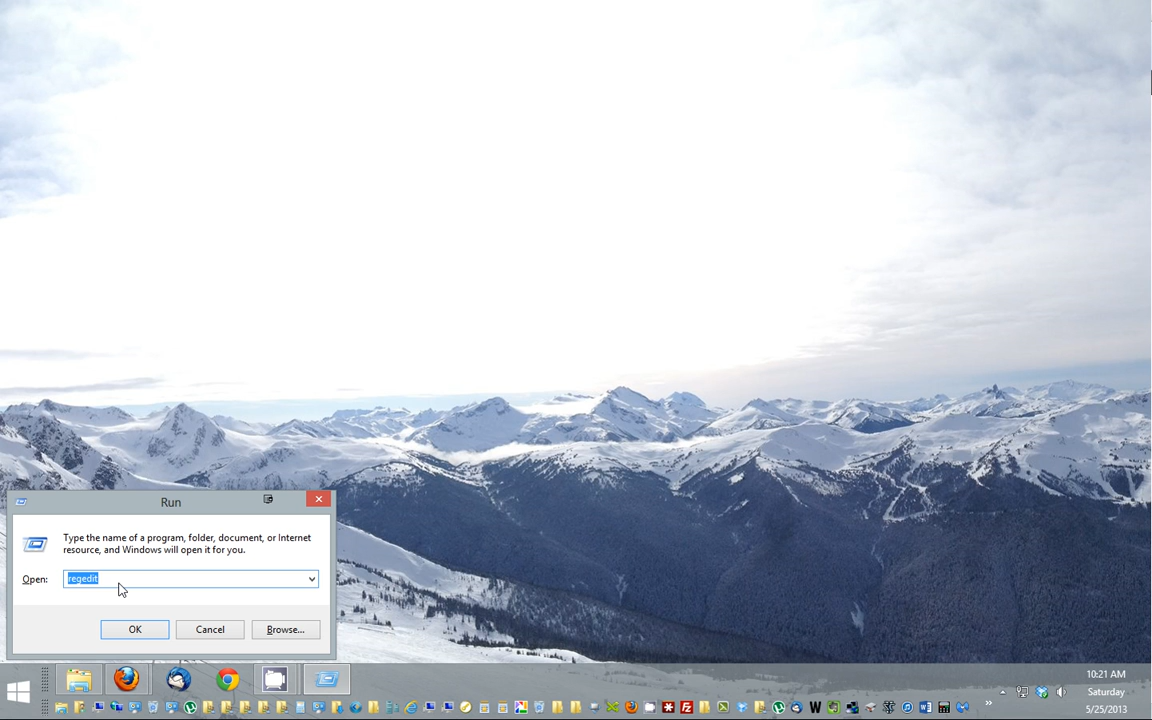 Run
Type the name of a program, folder, document, or Internet
resource, and Windows will open it for you.
Open: regedit
OK Cancel Browse...
10:21 AM
Saturday
5/25/2013